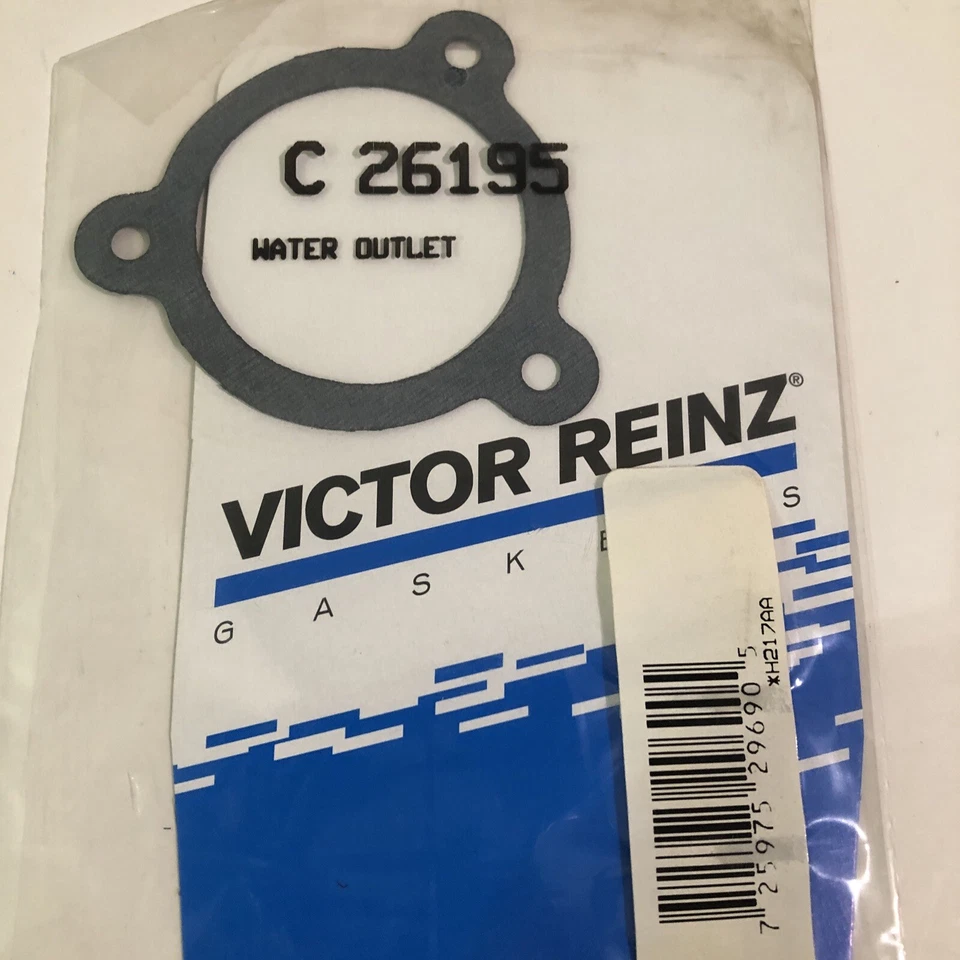 C 26195
WATER OUTLET
VICTOR REINZ®
G A S K E S
*H217AA
7 25975 29690 5